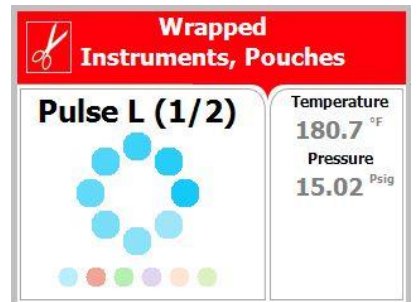 Wrapped
Instruments, Pouches
Pulse L (1/2)
Temperature
180.7 °F
Pressure
15.02 Psig